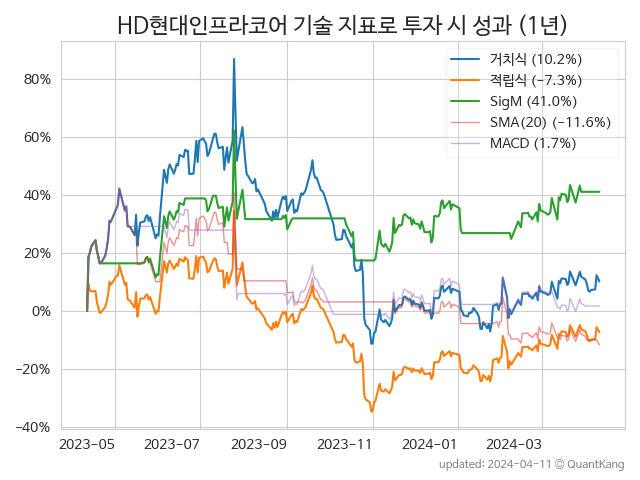 HD현대인프라코어 기술 지표로 투자 시 성과 (1년)
거치식 (10.2%)
적립식 (−7.3%)
SigM (41.0%)
SMA(20) (−11.6%)
MACD (1.7%)
80%
60%
40%
20%
0%
−20%
−40%
2023-05 2023-07 2023-09 2023-11 2024-01 2024-03
updated: 2024-04-11 © QuantKang